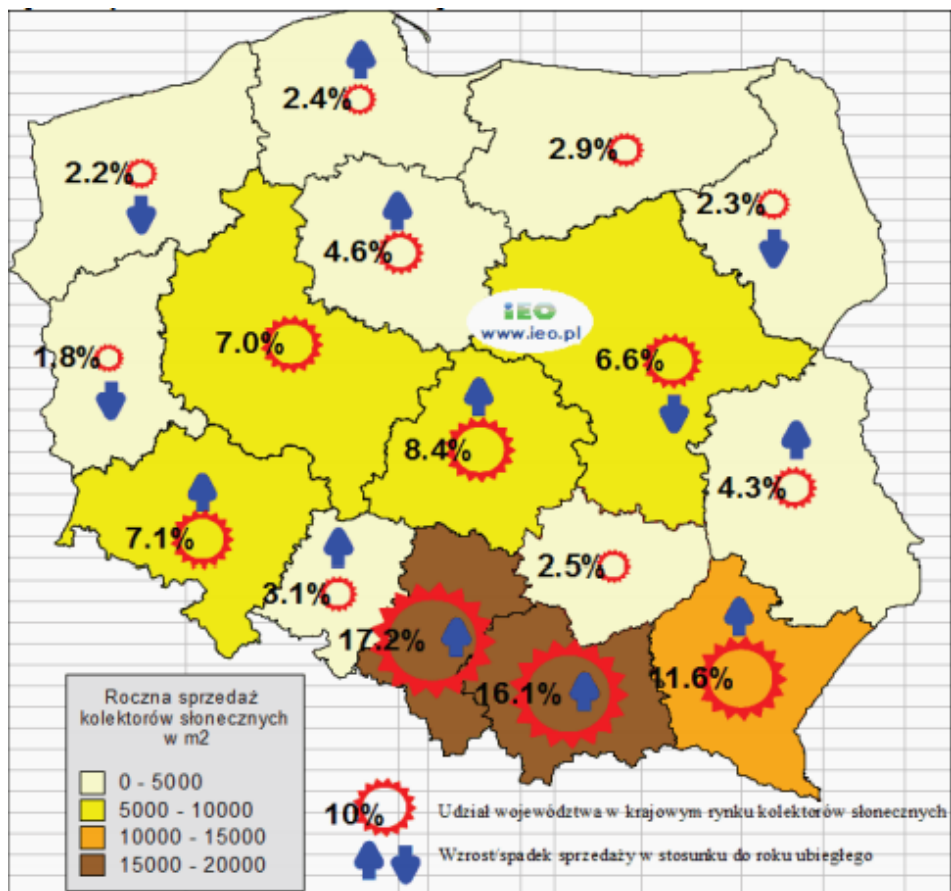 2.4%
2.9%
2.2%
2.3%
4.6%
iEO
www.ieo.pl
7.0%
1.8%
6.6%
8.4%
4.3%
7.1%
2.5%
3.1%
17.2%
16.1%
11.6%
Roczna sprzedaż
kolektorów słonecznych
w m2
0 - 5000
5000 - 10000
10000 - 15000
15000 - 20000
10%
Udział województwa w krajowym rynku kolektorów słonecznych
Wzrost/spadek sprzedaży w stosunku do roku ubiegłego